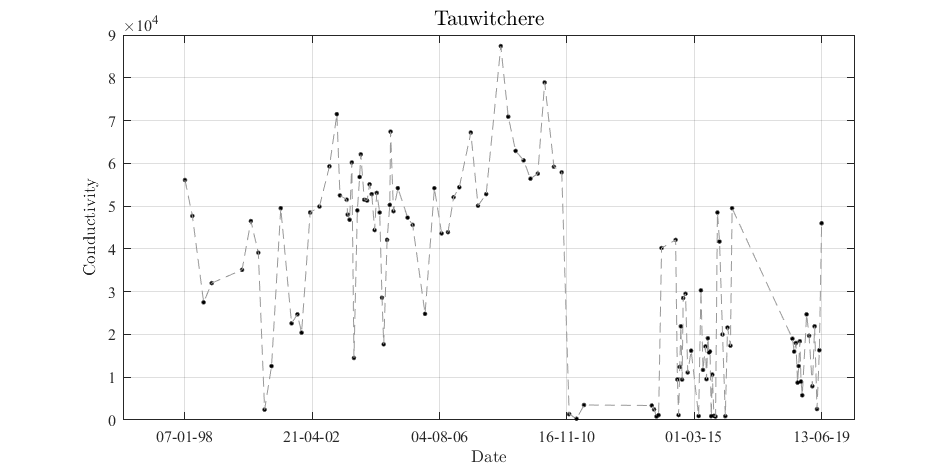 Tauwitchere
×10⁴
9
8
7
6
5
4
3
2
1
0
Conductivity
07-01-98 21-04-02 04-08-06 16-11-10 01-03-15 13-06-19
Date